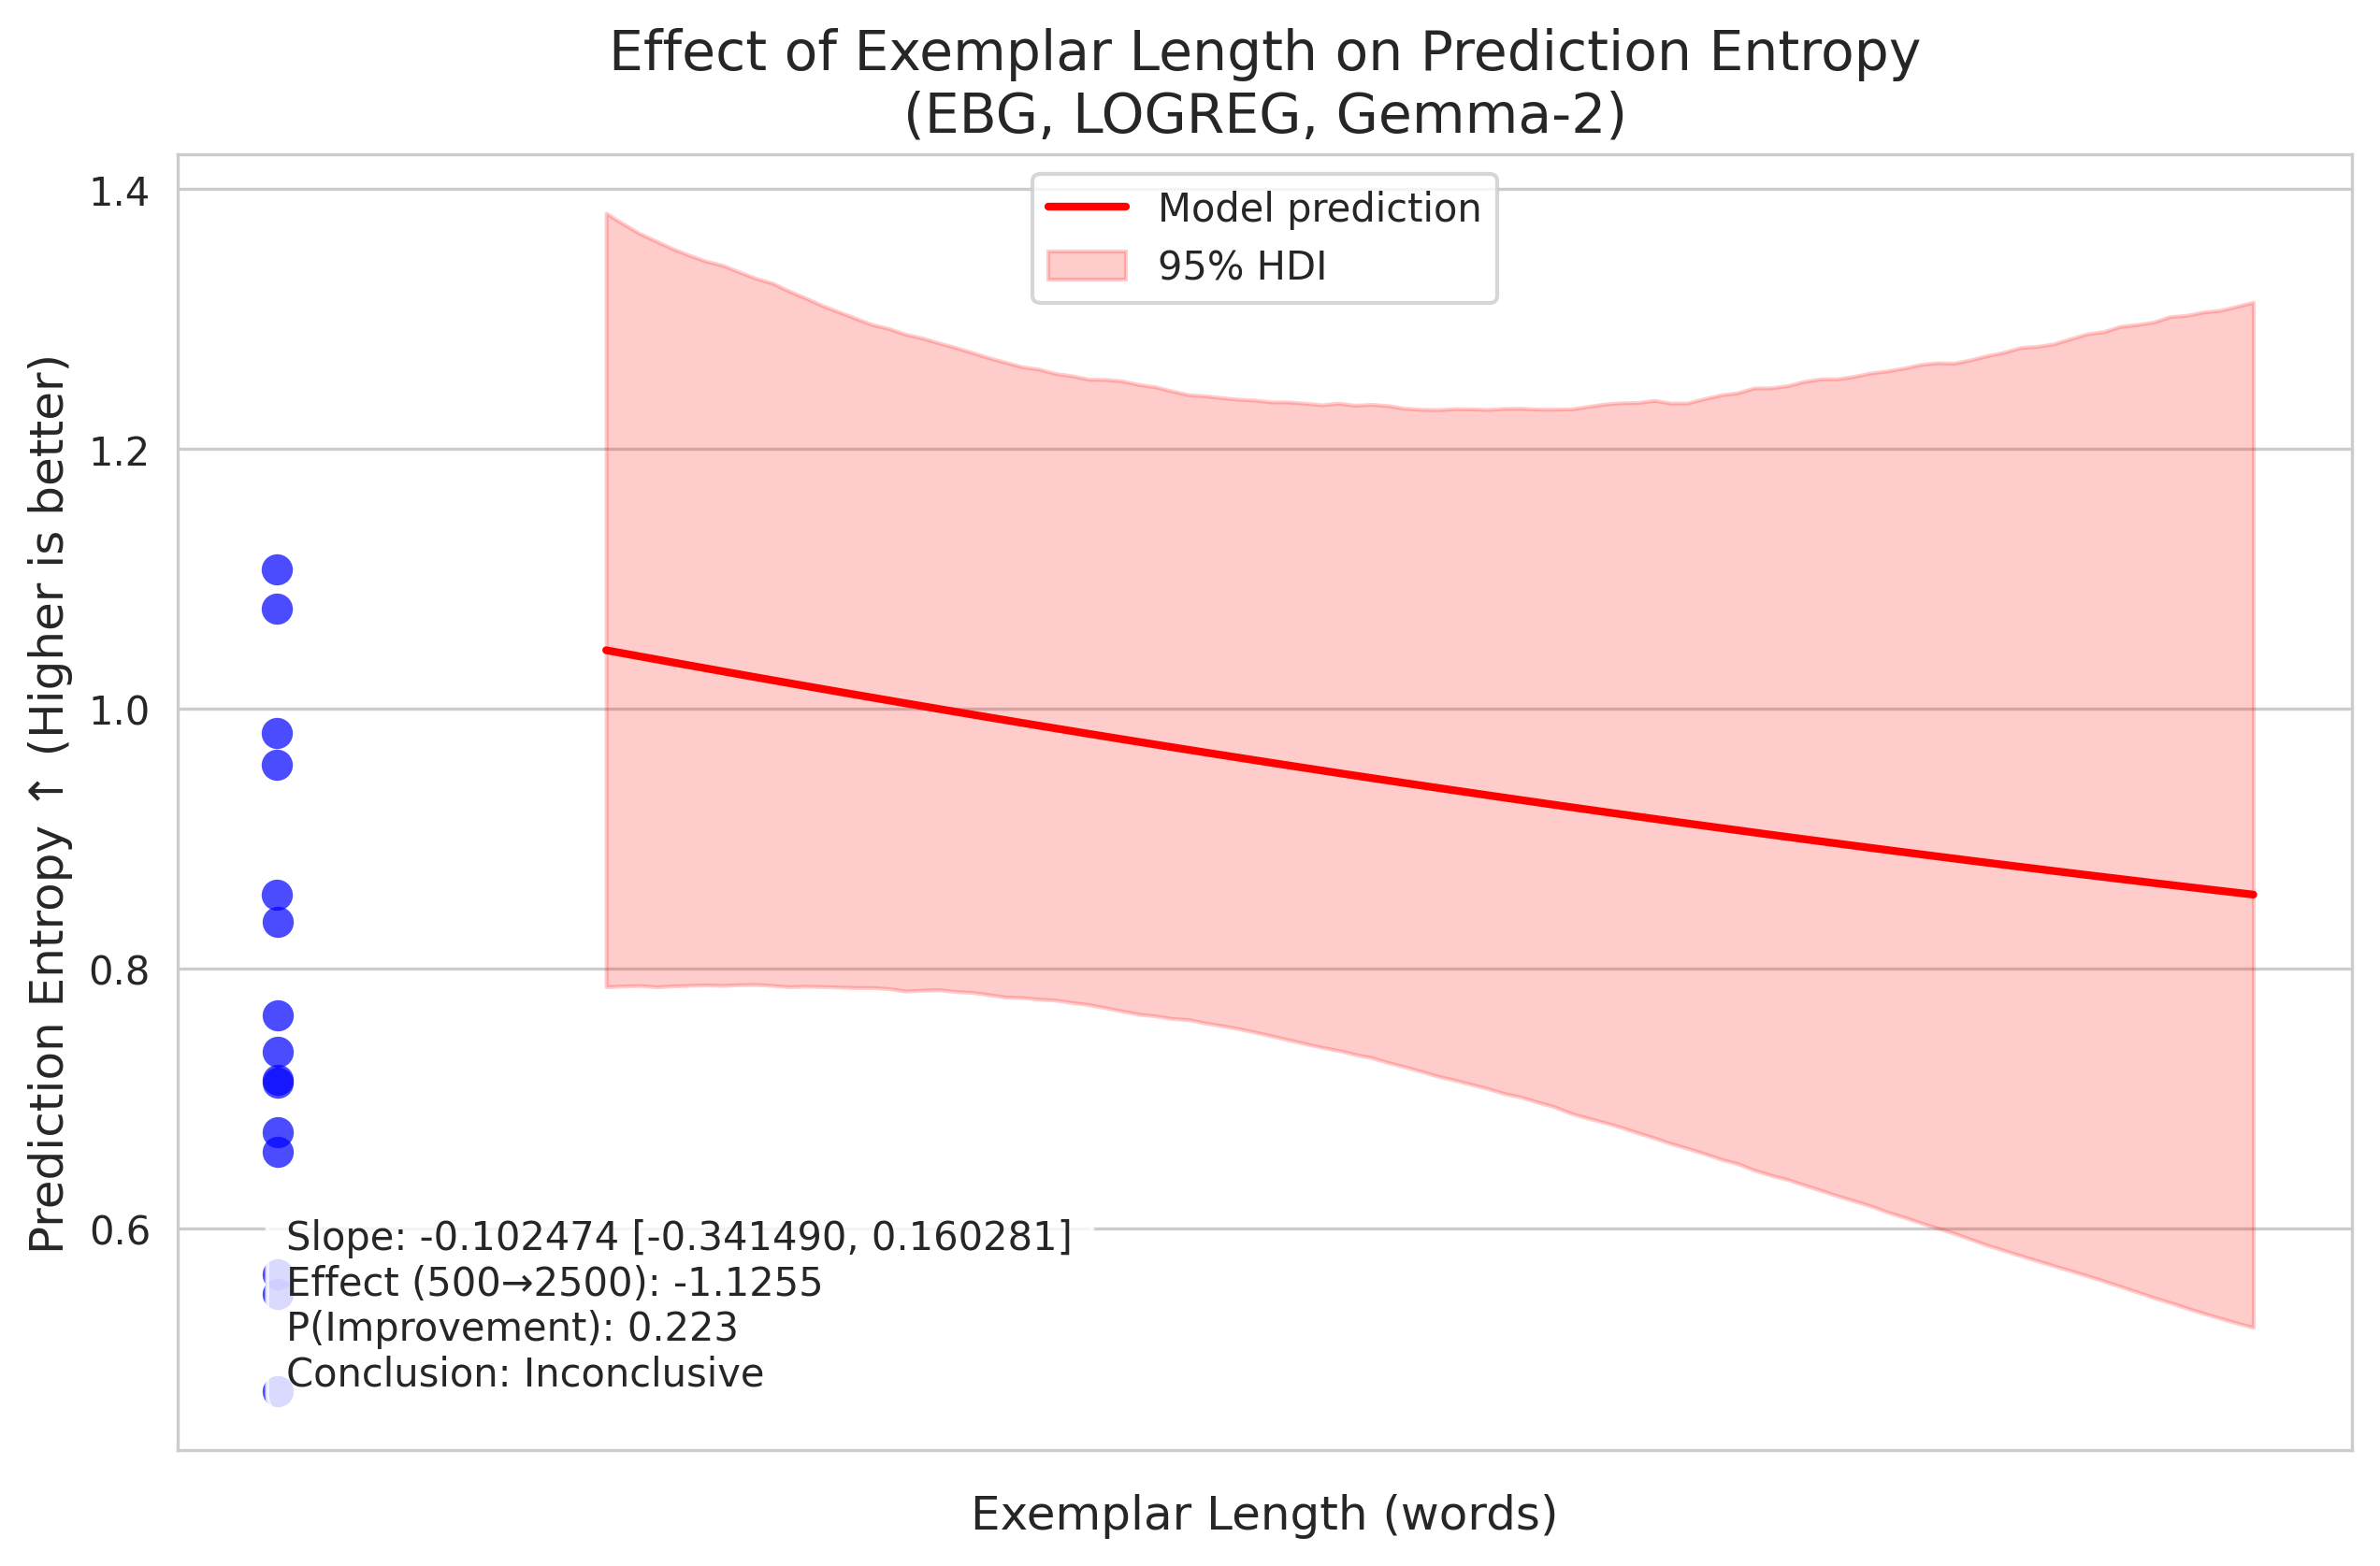 Effect of Exemplar Length on Prediction Entropy
(EBG, LOGREG, Gemma-2)
Model prediction
95% HDI
Prediction Entropy ↑ (Higher is better)
1.4
1.2
1.0
0.8
0.6
Slope: -0.102474 [-0.341490, 0.160281]
Effect (500→2500): -1.1255
P(Improvement): 0.223
Conclusion: Inconclusive
Exemplar Length (words)